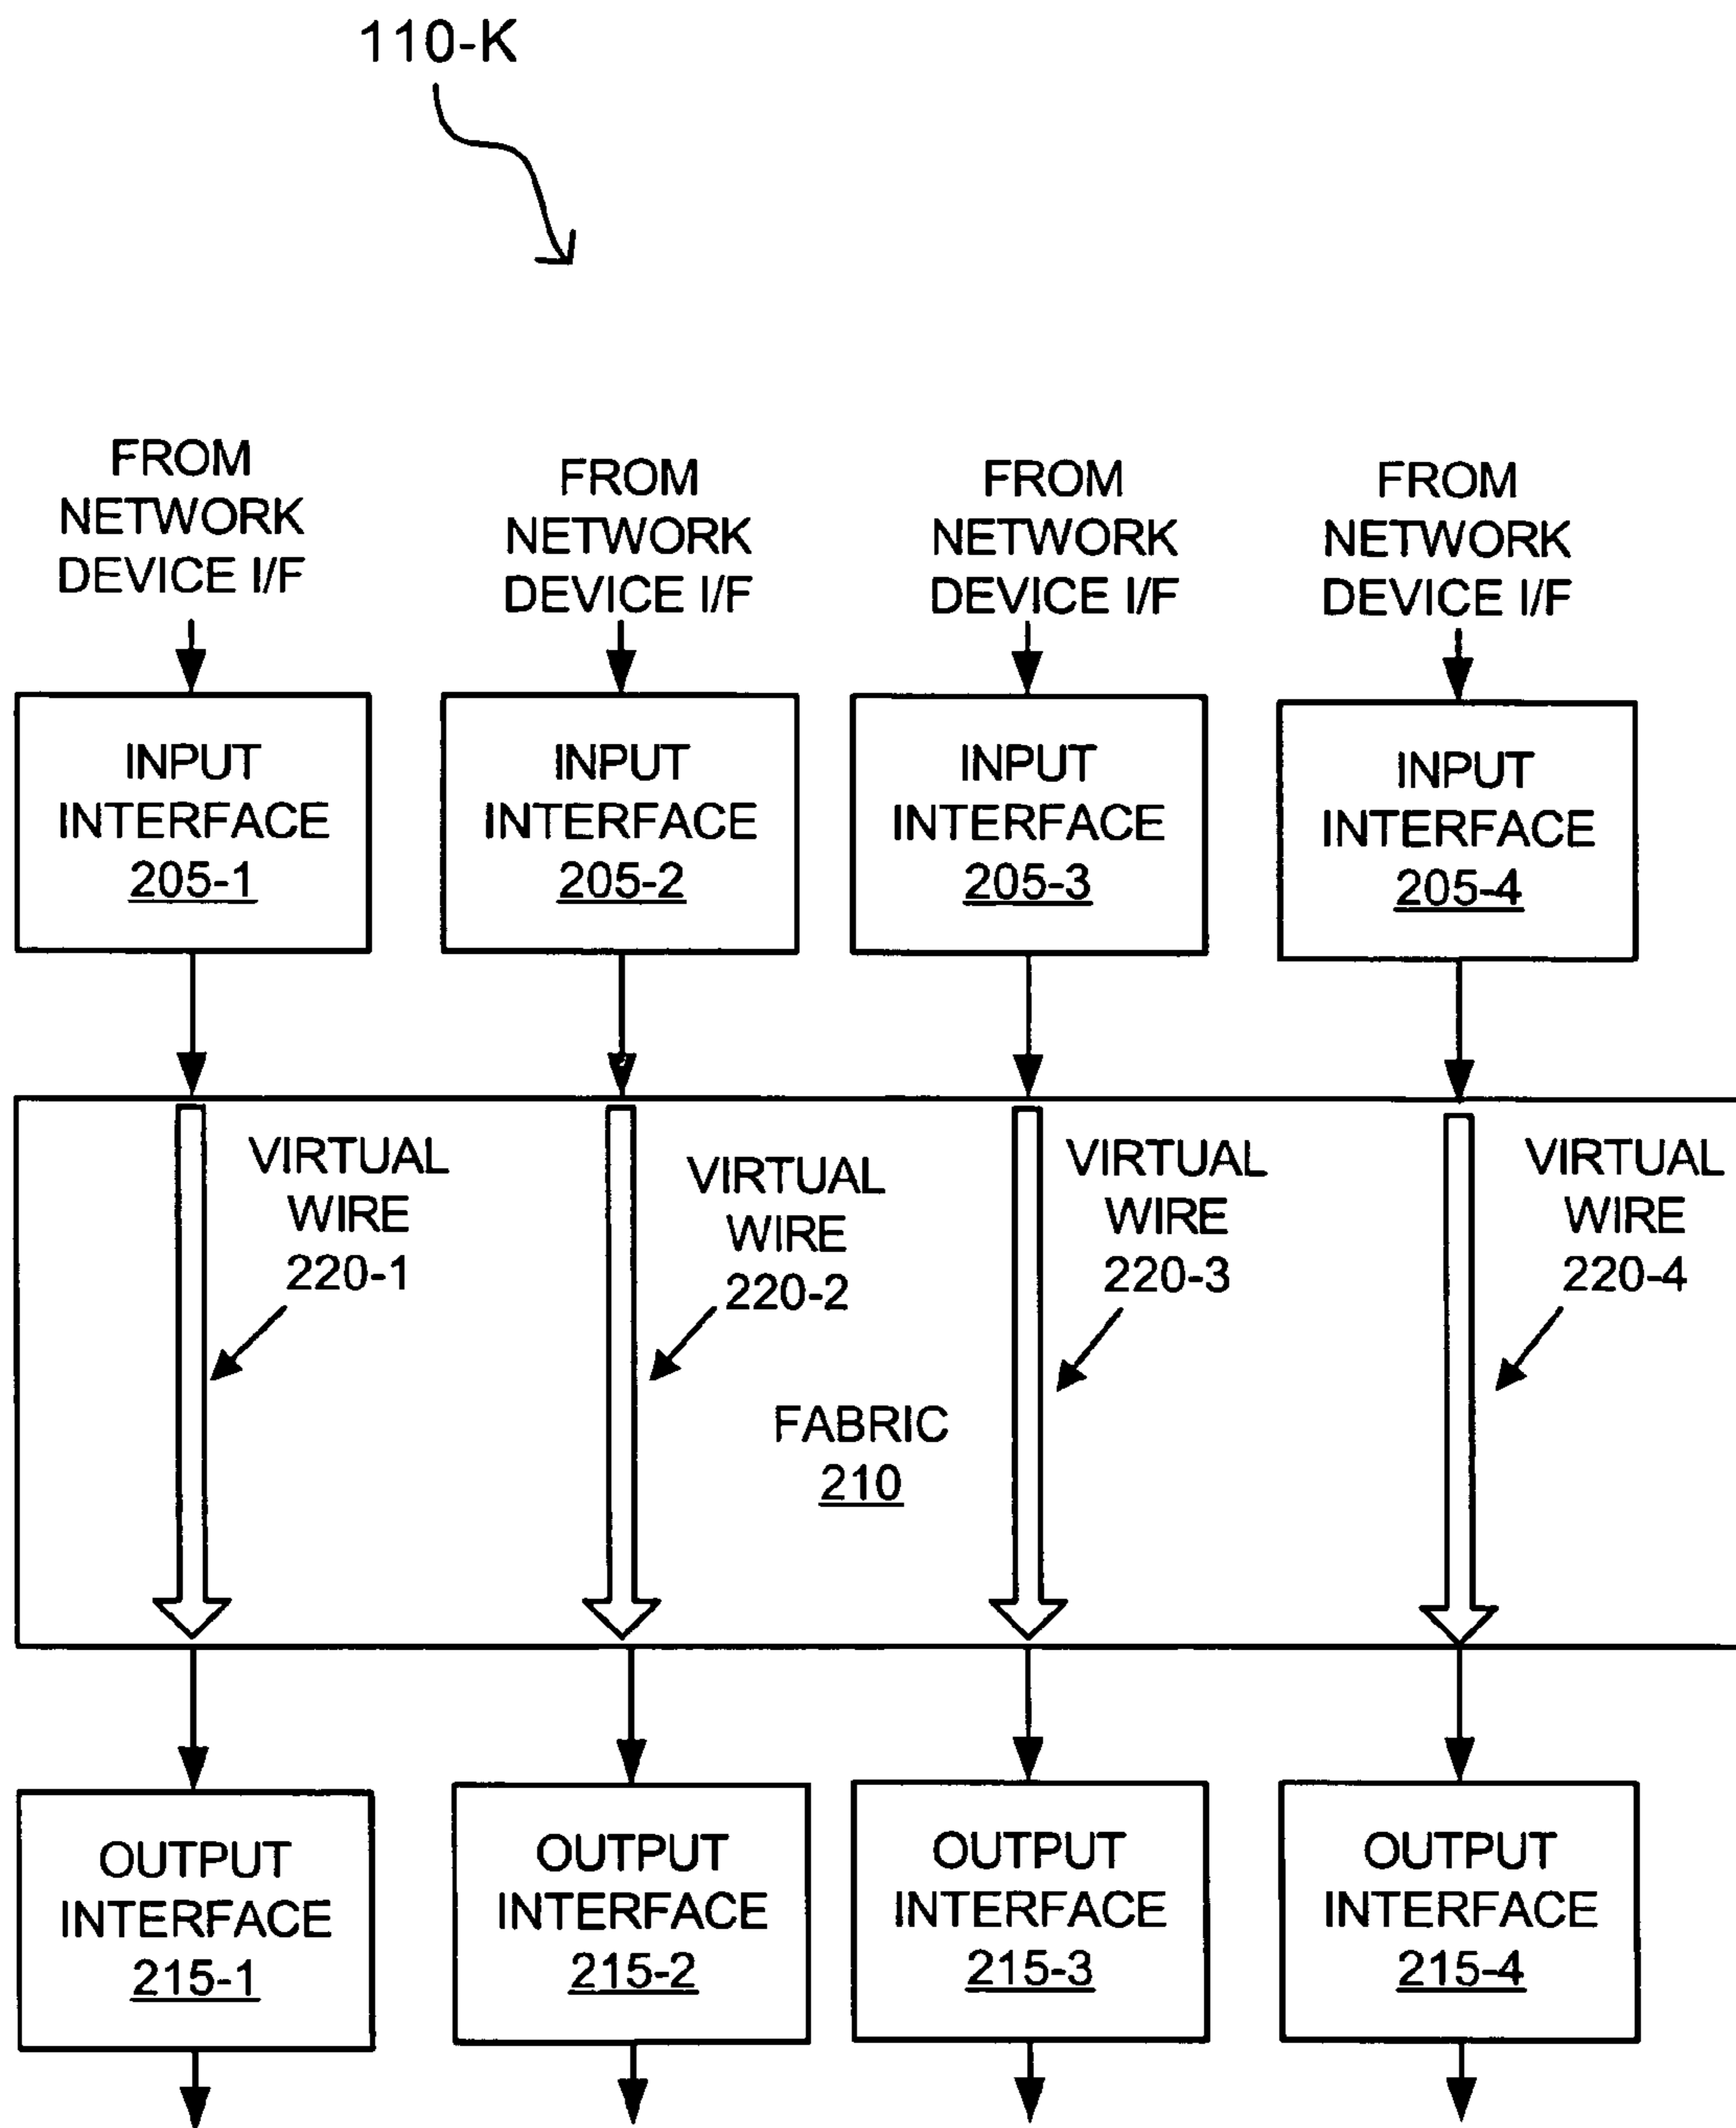 110-K
FROM
NETWORK
DEVICE I/F
FROM
NETWORK
DEVICE I/F
FROM
NETWORK
DEVICE I/F
FROM
NETWORK
DEVICE I/F
INPUT
INTERFACE
205-1
INPUT
INTERFACE
205-2
INPUT
INTERFACE
205-3
INPUT
INTERFACE
205-4
VIRTUAL
WIRE
220-1
VIRTUAL
WIRE
220-2
VIRTUAL
WIRE
220-3
VIRTUAL
WIRE
220-4
FABRIC
210
OUTPUT
INTERFACE
215-1
OUTPUT
INTERFACE
215-2
OUTPUT
INTERFACE
215-3
OUTPUT
INTERFACE
215-4